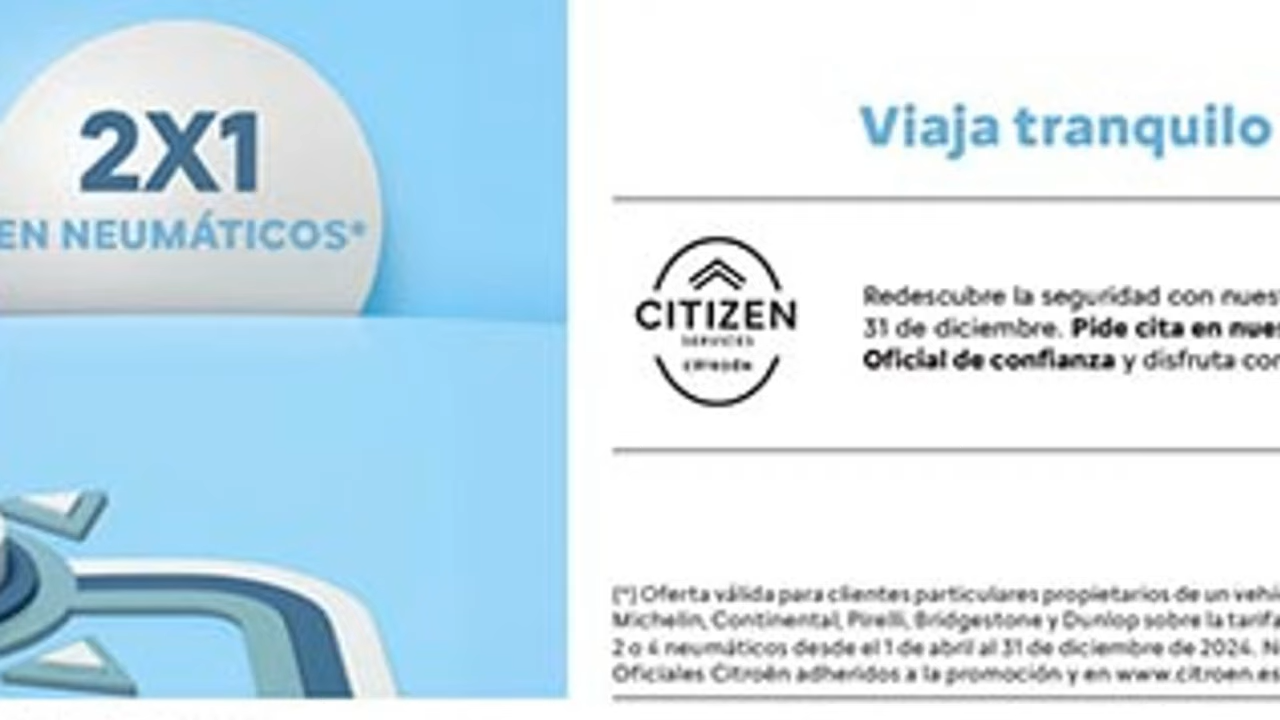 2X1
EN NEUMÁTICOS*
Viaja tranquilo
CITIZEN
SERVICES
CITROËN
Redescubre la seguridad con nues
31 de diciembre. Pide cita en nues
Oficial de confianza y disfruta con
(*) Oferta válida para clientes particulares propietarios de un vehí
Michelin, Continental, Pirelli, Bridgestone y Dunlop sobre la tarifa
2 o 4 neumáticos desde el 1 de abril al 31 de diciembre de 2024. N
Oficiales Citroën adheridos a la promoción y en www.citroen.es